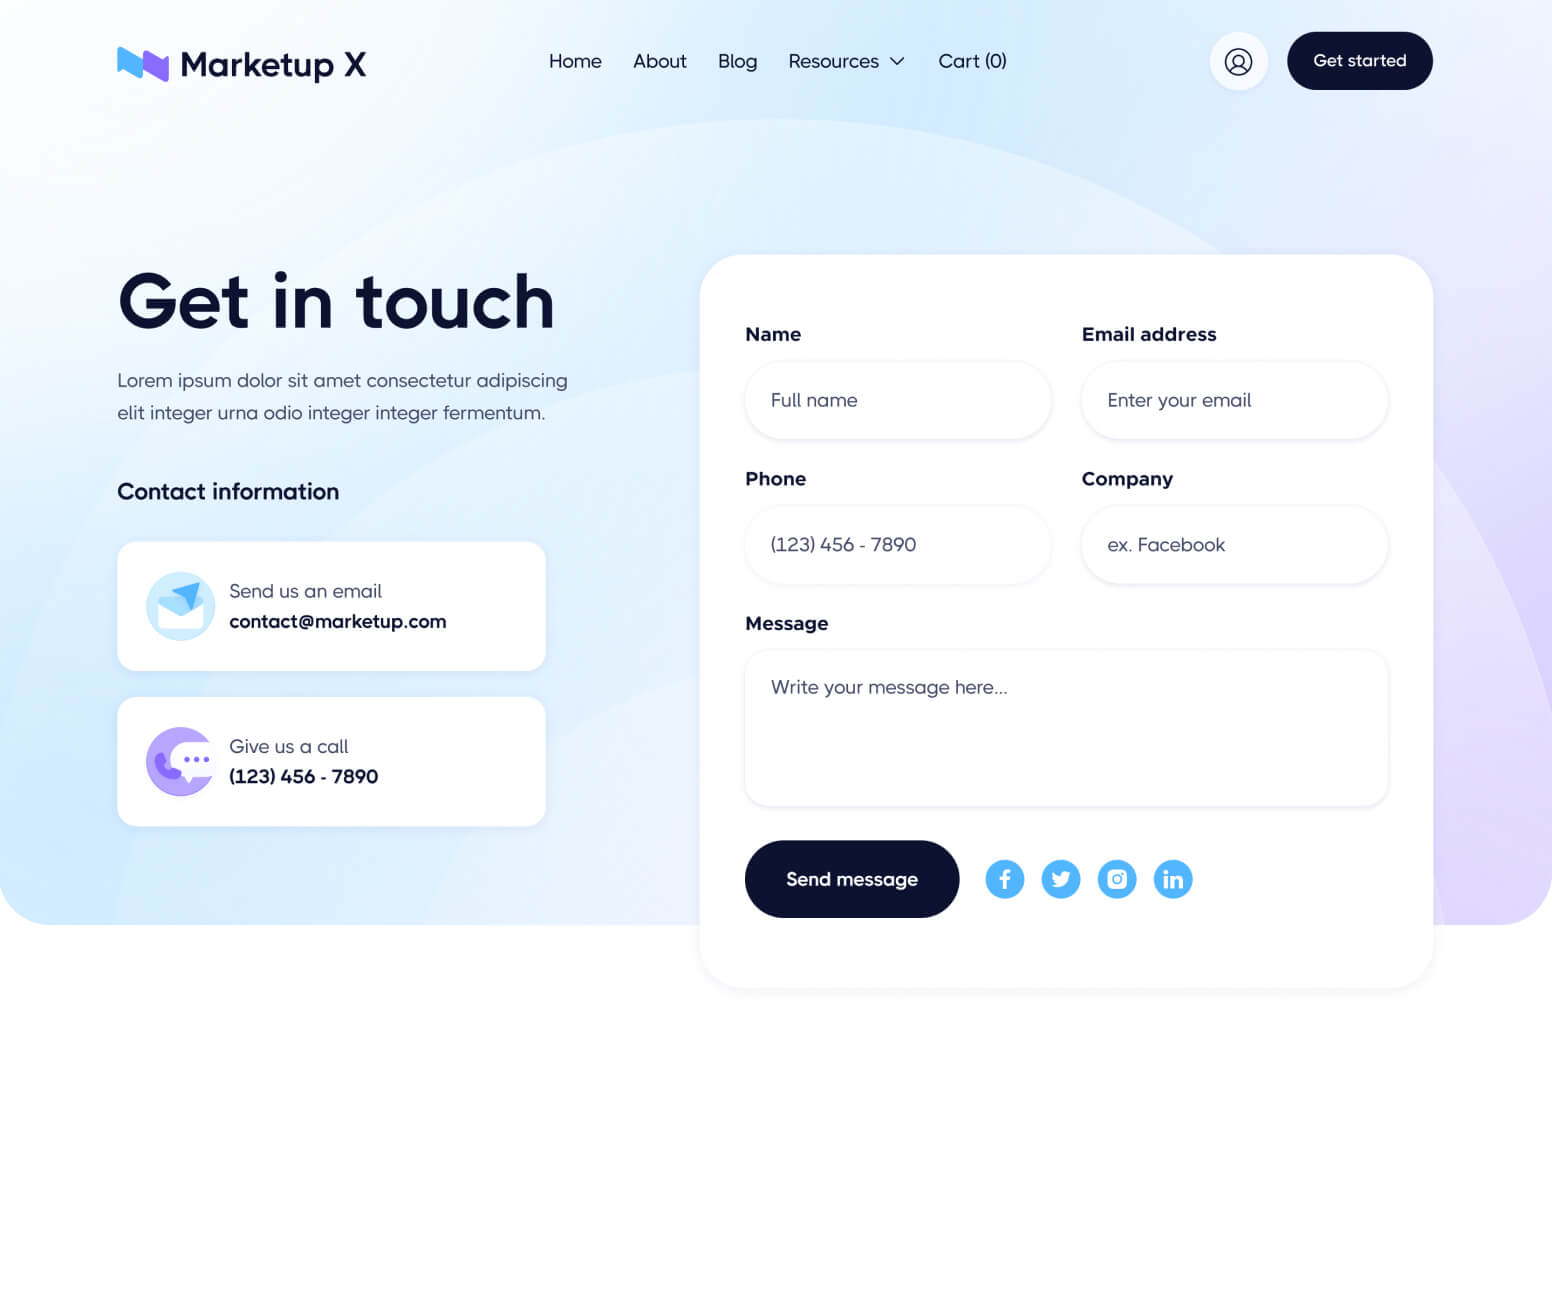 Marketup X
Home
About
Blog
Resources
Cart (0)
Get started
Get in touch
Lorem ipsum dolor sit amet consectetur adipiscing
elit integer urna odio integer integer fermentum.
Contact information
Send us an email
contact@marketup.com
Give us a call
(123) 456 - 7890
Name
Full name
Email address
Enter your email
Phone
(123) 456 - 7890
Company
ex. Facebook
Message
Write your message here...
Send message